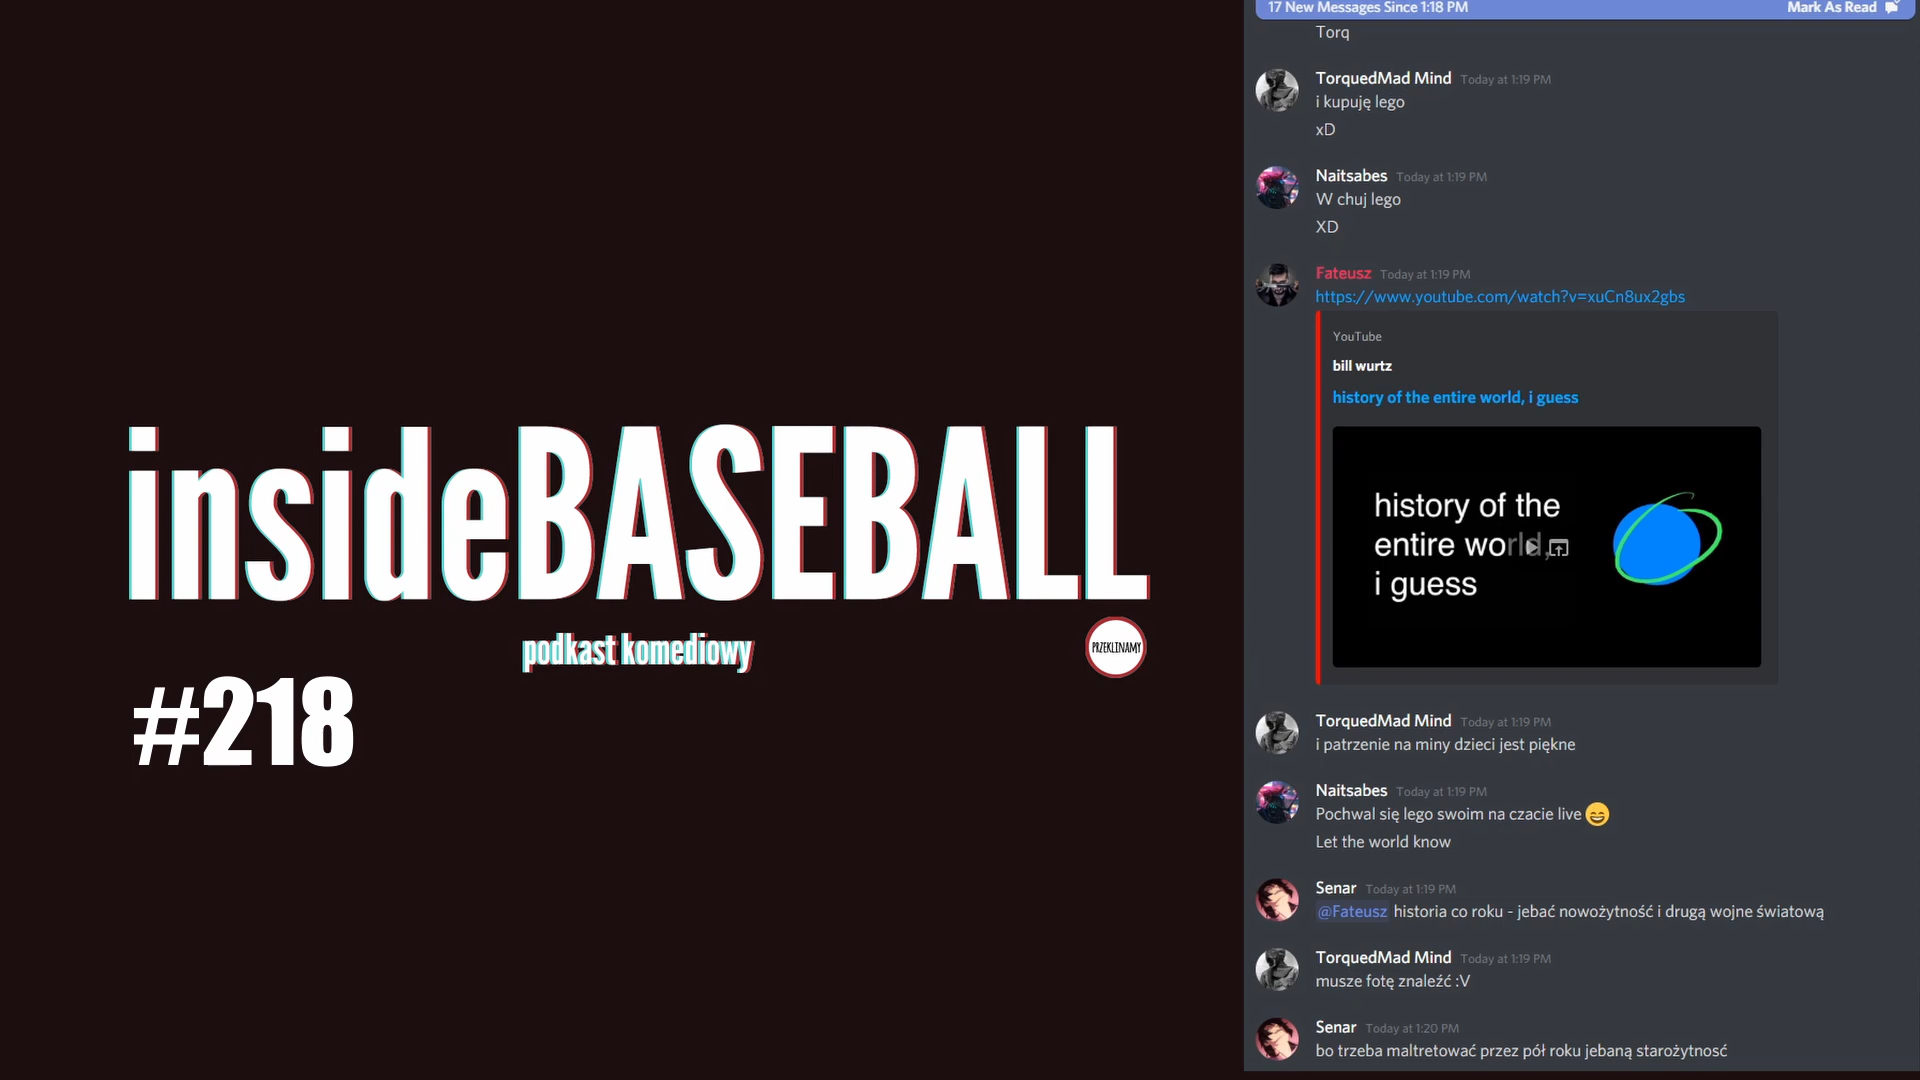 insideBASEBALL
podkast komediowy
PRZEKLINAMY
#218
17 New Messages Since 1:18 PM Mark As Read
Torq
TorquedMad Mind Today at 1:19 PM
i kupuję lego
xD
Naitsabes Today at 1:19 PM
W chuj lego
XD
Fateusz Today at 1:19 PM
https://www.youtube.com/watch?v=xuCn8ux2gbs
YouTube
bill wurtz
history of the entire world, i guess
history of the
entire world,
i guess
TorquedMad Mind Today at 1:19 PM
i patrzenie na miny dzieci jest piękne
Naitsabes Today at 1:19 PM
Pochwal się lego swoim na czacie live 😄
Let the world know
Senar Today at 1:19 PM
@Fateusz historia co roku - jebać nowożytność i drugą wojne światową
TorquedMad Mind Today at 1:19 PM
musze fotę znaleźć :V
Senar Today at 1:20 PM
bo trzeba maltretować przez pół roku jebaną starożytnosć